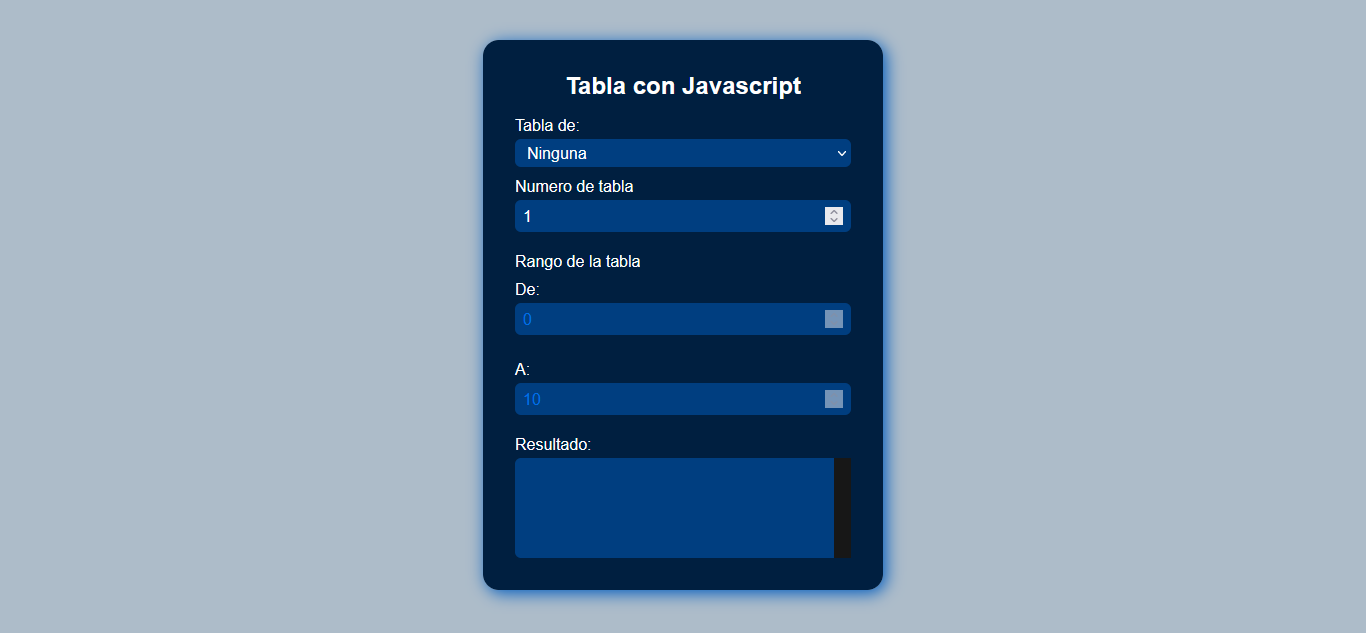 Tabla con Javascript
Tabla de:
Ninguna
Numero de tabla
1
Rango de la tabla
De:
0
A:
10
Resultado: